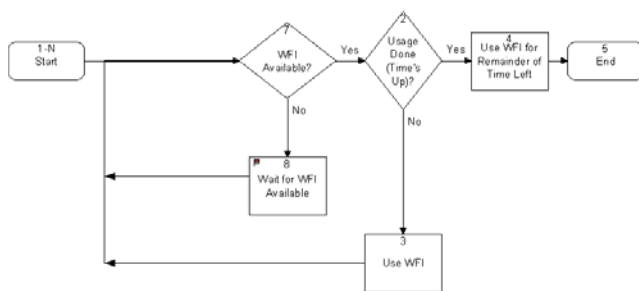 1-N
Start
7
WFI
Available?
Yes
2
Usage
Done
(Time's
Up)?
Yes
4
Use WFI for
Remainder of
Time Left
5
End
No
No
8
Wait for WFI
Available
3
Use WFI